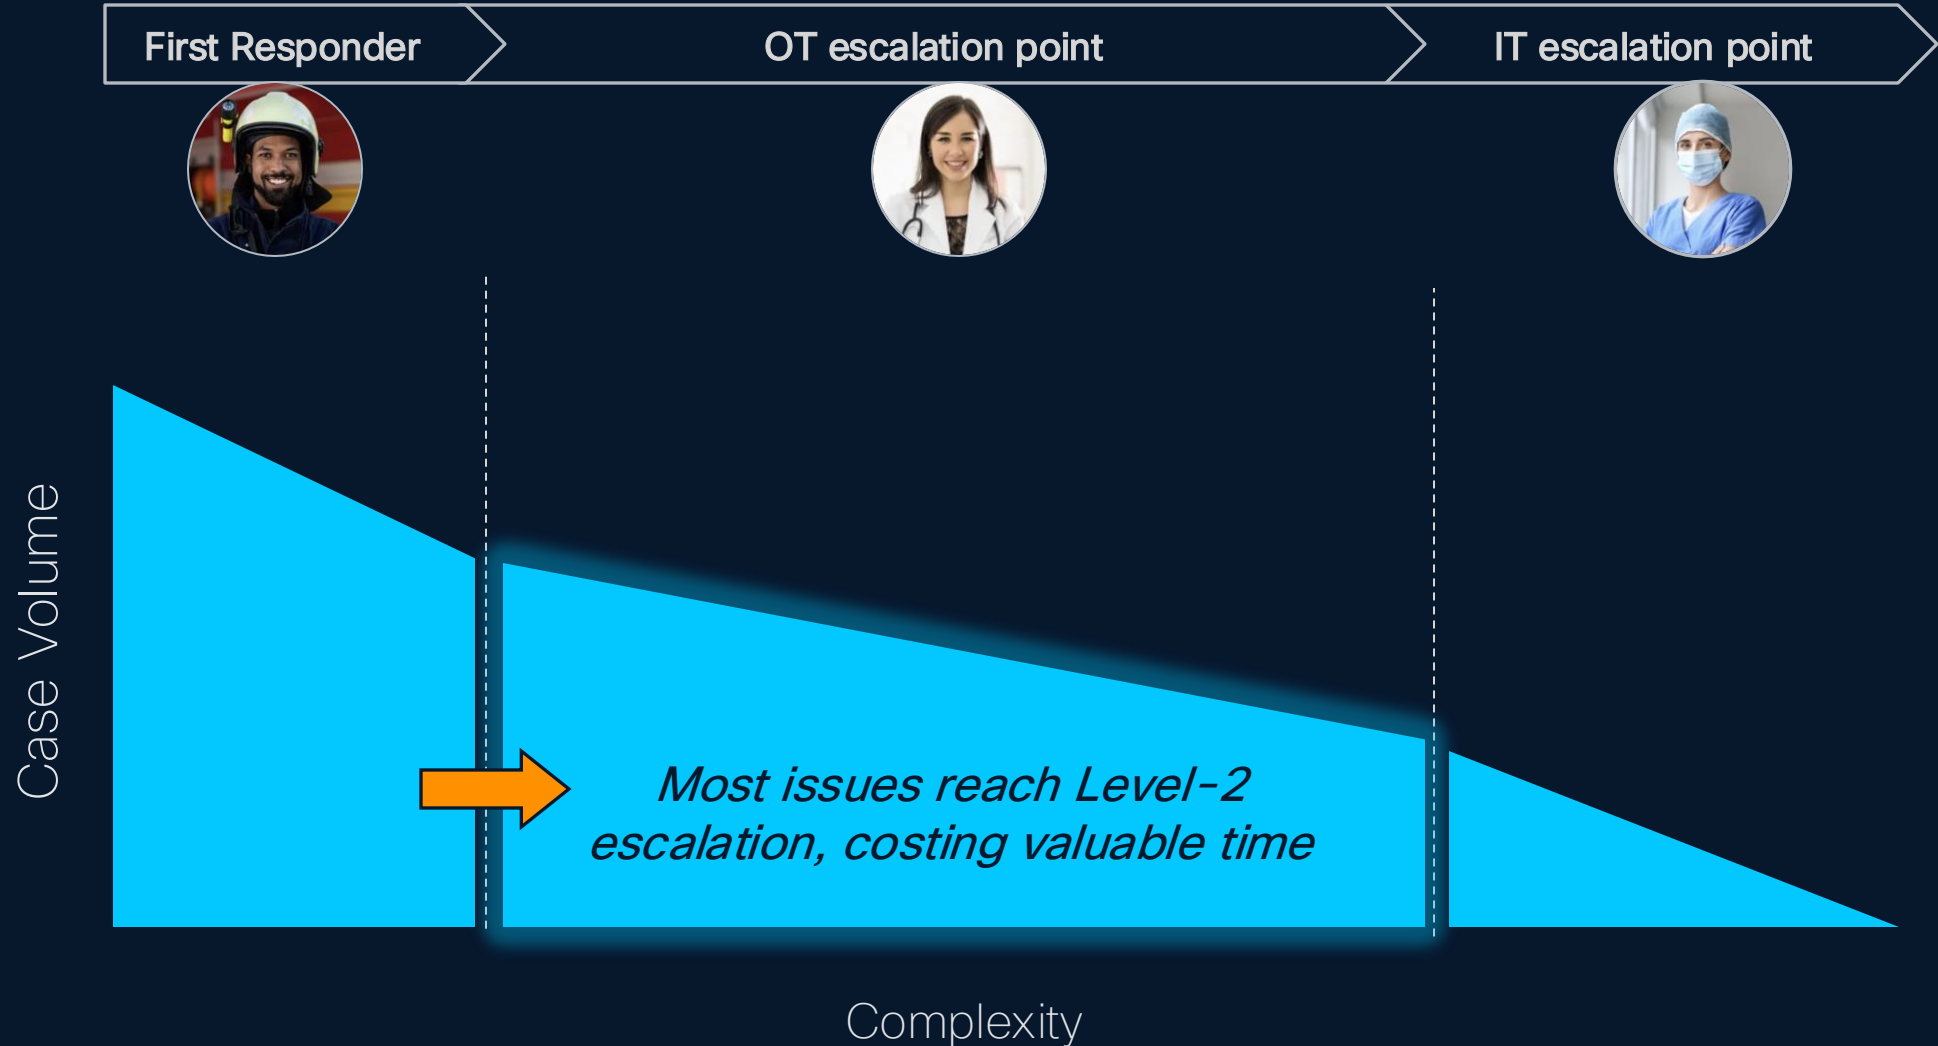 First Responder
OT escalation point
IT escalation point
Case Volume
Most issues reach Level-2
escalation, costing valuable time
Complexity